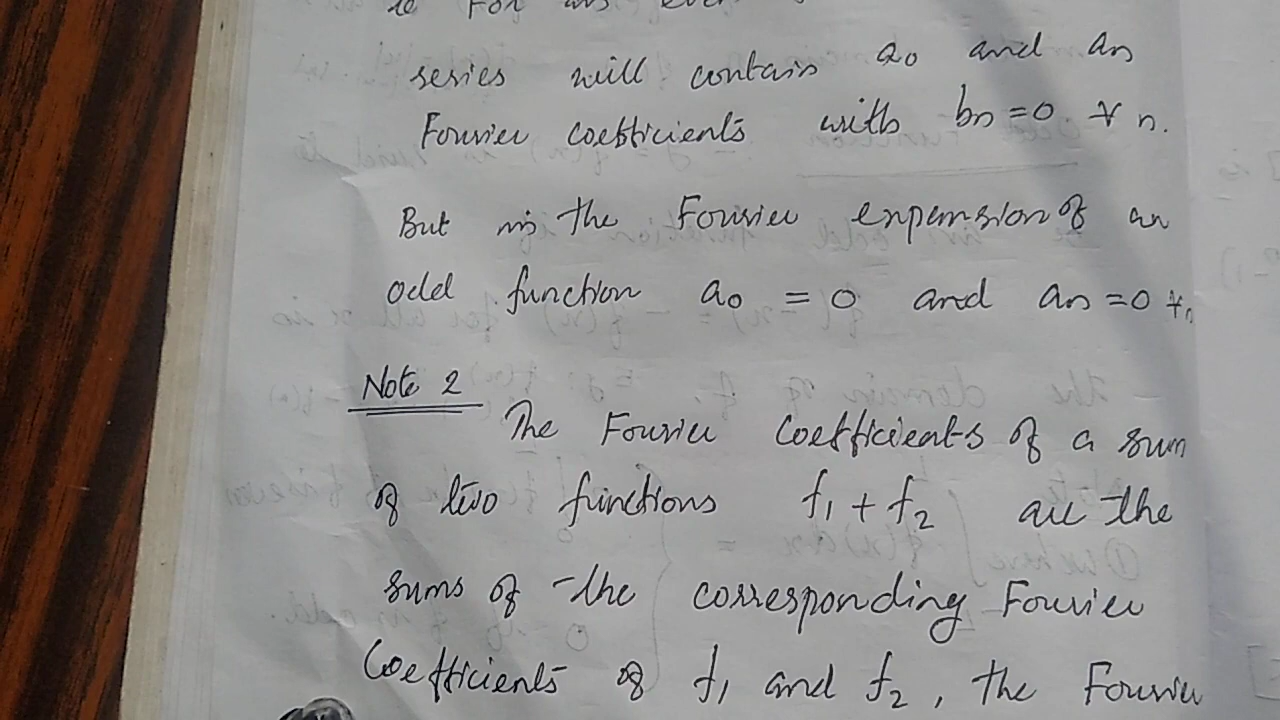 series will contain a₀ and aₙ
Fourier coefficients with bₙ = 0 ∀ n.
But in the Fourier expansion of an
odd function a₀ = 0 and aₙ = 0 ∀ n
Note 2
The Fourier Coefficients of a sum
of two functions f₁ + f₂ are the
sums of the corresponding Fourier
Coefficients of f₁ and f₂, the Fourier